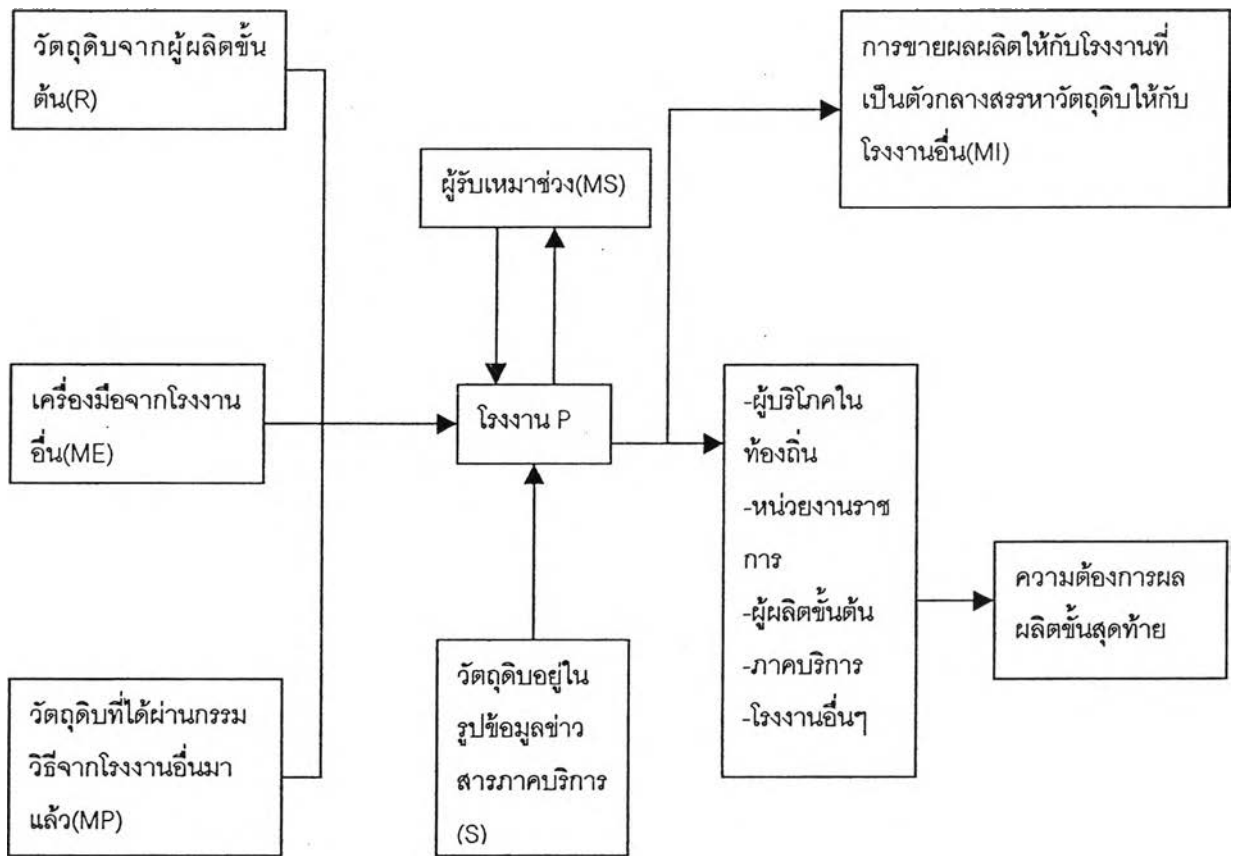 วัตถุดิบจากผู้ผลิตขั้น
ต้น(R)
การขายผลผลิตให้กับโรงงานที่
เป็นตัวกลางสรรหาวัตถุดิบให้กับ
โรงงานอื่น(MI)
ผู้รับเหมาช่วง(MS)
เครื่องมือจากโรงงาน
อื่น(ME)
โรงงาน P
-ผู้บริโภคใน
ท้องถิ่น
-หน่วยงานราช
การ
-ผู้ผลิตขั้นต้น
-ภาคบริการ
-โรงงานอื่นๆ
ความต้องการผล
ผลิตขั้นสุดท้าย
วัตถุดิบที่ได้ผ่านกรรม
วิธีจากโรงงานอื่นมา
แล้ว(MP)
วัตถุดิบอยู่ใน
รูปข้อมูลข่าว
สารภาคบริการ
(S)